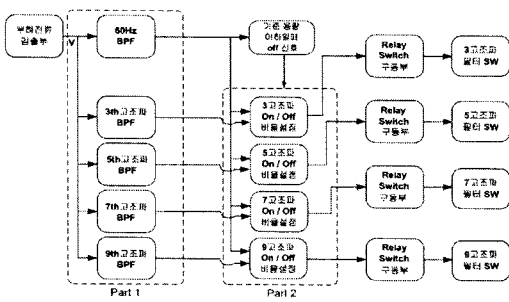 부하전류
검출부
V
60Hz
BPF
기준 용량
이하일때
off 신호
Relay
Switch
구동부
3고조파
필터 SW
3th고조파
BPF
3고조파
On / Off
비율설정
Relay
Switch
구동부
5고조파
필터 SW
5th고조파
BPF
5고조파
On / Off
비율설정
Relay
Switch
구동부
7고조파
필터 SW
7th고조파
BPF
7고조파
On / Off
비율설정
Relay
Switch
구동부
9고조파
필터 SW
9th고조파
BPF
9고조파
On / Off
비율설정
Part 1
Part 2